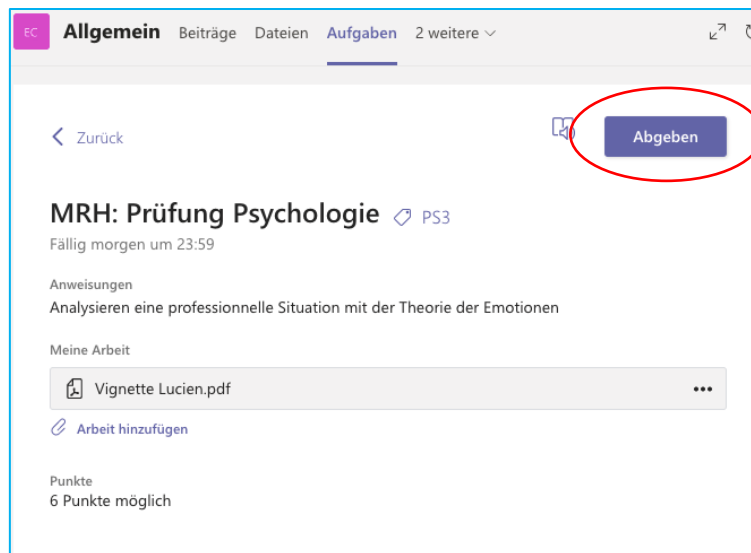 EC Allgemein Beiträge Dateien Aufgaben 2 weitere
Zurück Abgeben
MRH: Prüfung Psychologie PS3
Fällig morgen um 23:59
Anweisungen
Analysieren eine professionnelle Situation mit der Theorie der Emotionen
Meine Arbeit
Vignette Lucien.pdf
Arbeit hinzufügen
Punkte
6 Punkte möglich